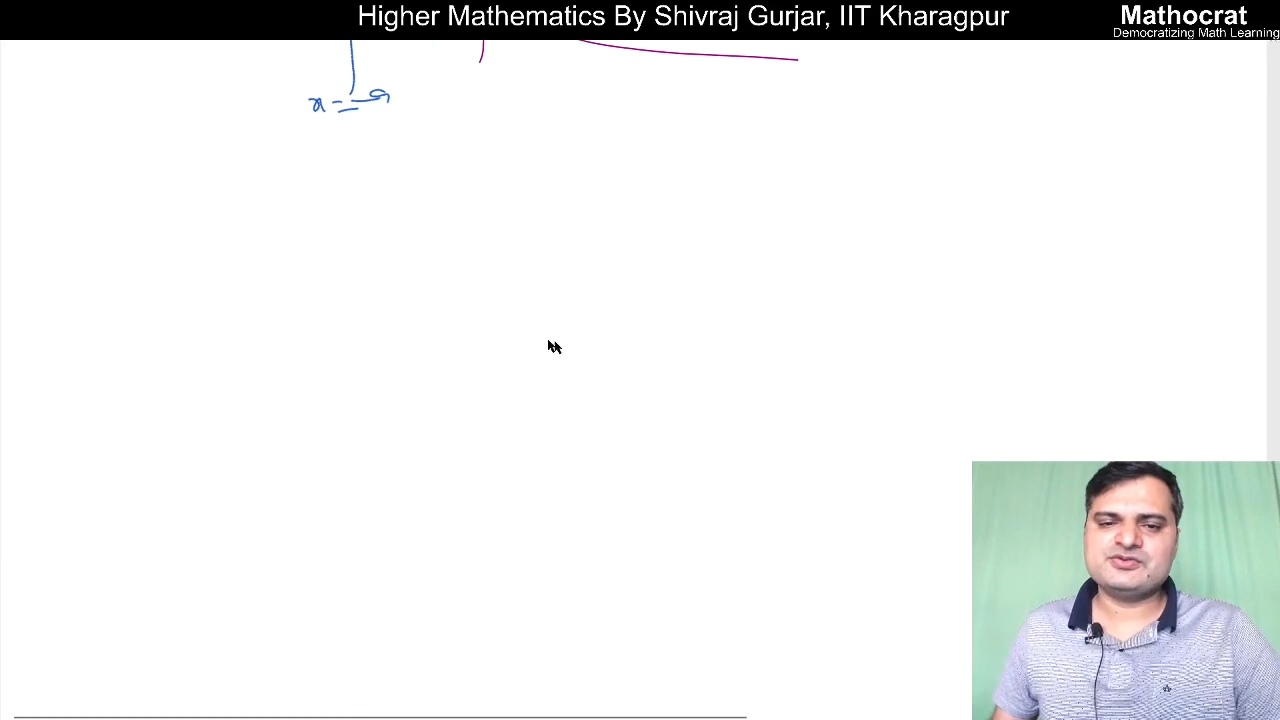 Higher Mathematics By Shivraj Gurjar, IIT Kharagpur
Mathocrat
Democratizing Math Learning
x =